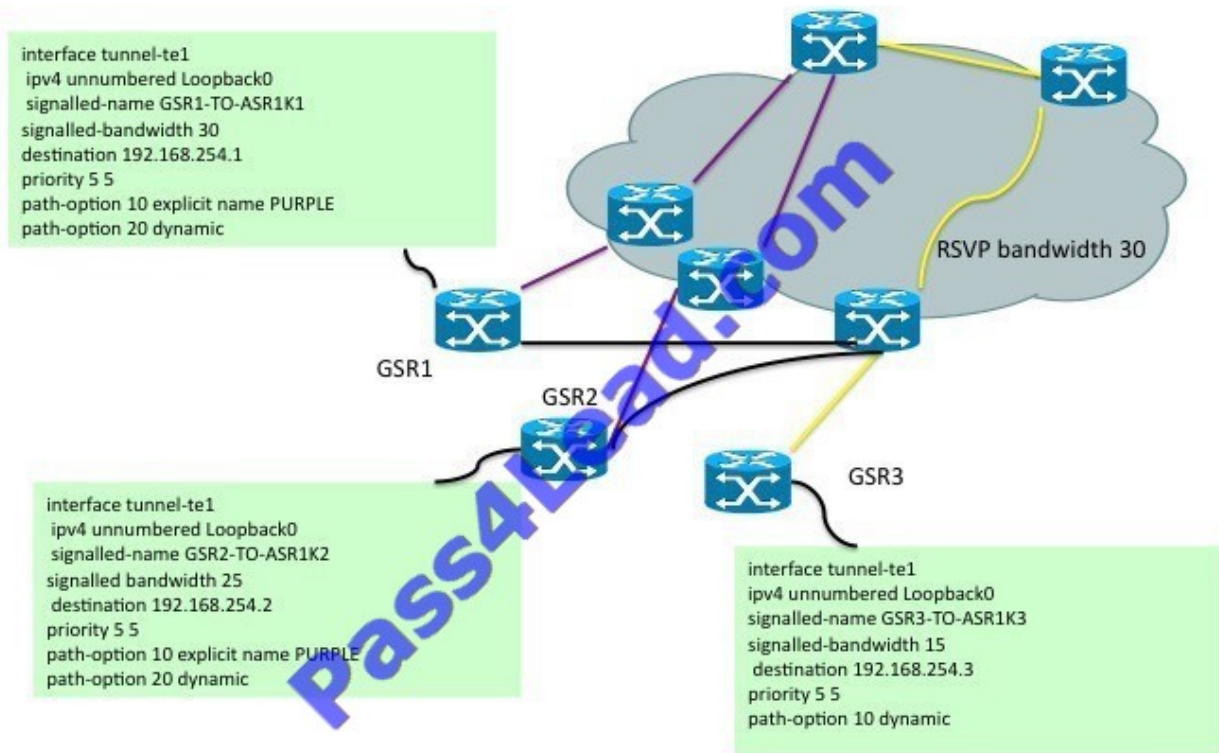 interface tunnel-te1
ipv4 unnumbered Loopback0
signalled-name GSR1-TO-ASR1K1
signalled-bandwidth 30
destination 192.168.254.1
priority 5 5
path-option 10 explicit name PURPLE
path-option 20 dynamic
RSVP bandwidth 30
GSR1
GSR2
GSR3
interface tunnel-te1
ipv4 unnumbered Loopback0
signalled-name GSR2-TO-ASR1K2
signalled bandwidth 25
destination 192.168.254.2
priority 5 5
path-option 10 explicit name PURPLE
path-option 20 dynamic
interface tunnel-te1
ipv4 unnumbered Loopback0
signalled-name GSR3-TO-ASR1K3
signalled-bandwidth 15
destination 192.168.254.3
priority 5 5
path-option 10 dynamic
Pass4Lead.com